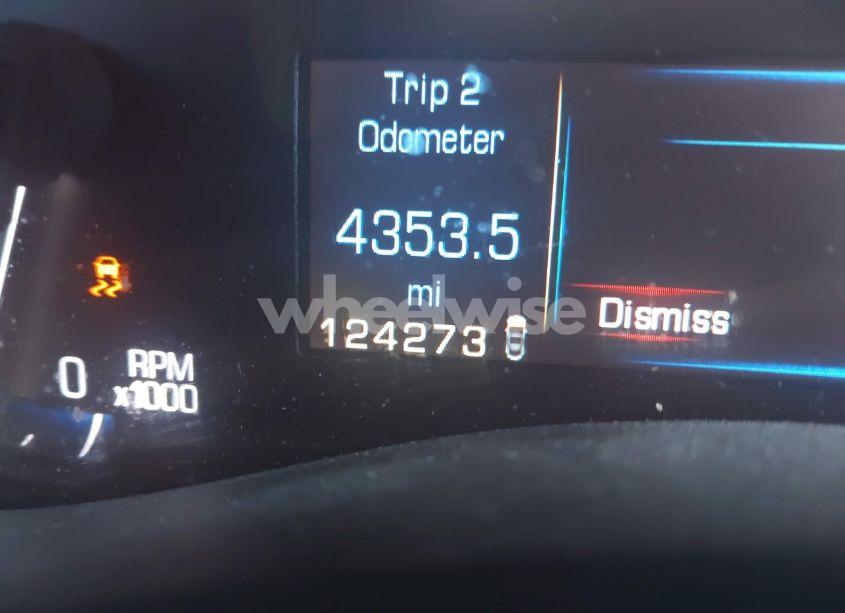 Trip 2
Odometer
4353.5
mi
124273
Dismiss
0
RPM
x1000
wheelwise